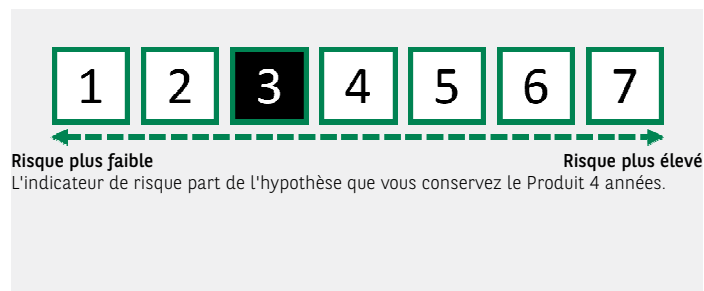 1 2 3 4 5 6 7
Risque plus faible Risque plus élevé
L'indicateur de risque part de l'hypothèse que vous conservez le Produit 4 années.